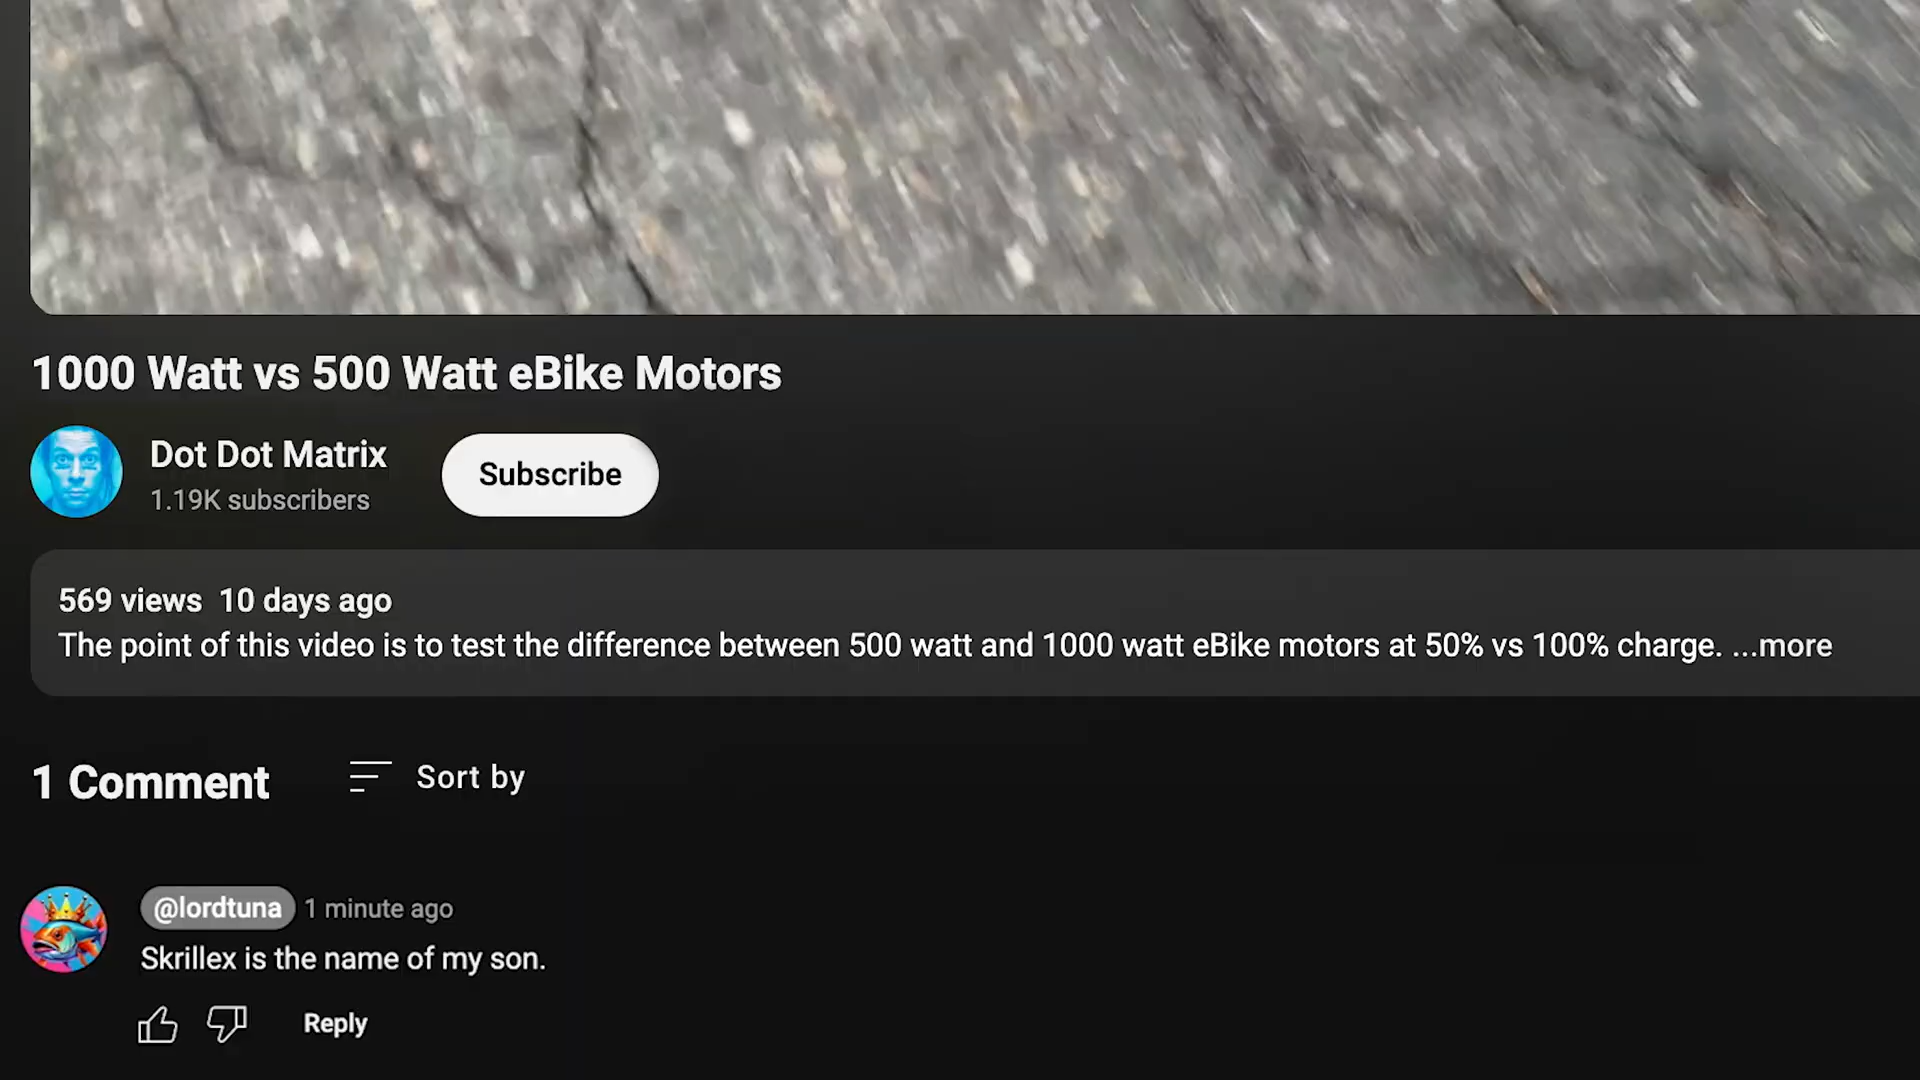 1000 Watt vs 500 Watt eBike Motors
Dot Dot Matrix
1.19K subscribers
Subscribe
569 views 10 days ago
The point of this video is to test the difference between 500 watt and 1000 watt eBike motors at 50% vs 100% charge. ...more
1 Comment
Sort by
@lordtuna 1 minute ago
Skrillex is the name of my son.
Reply